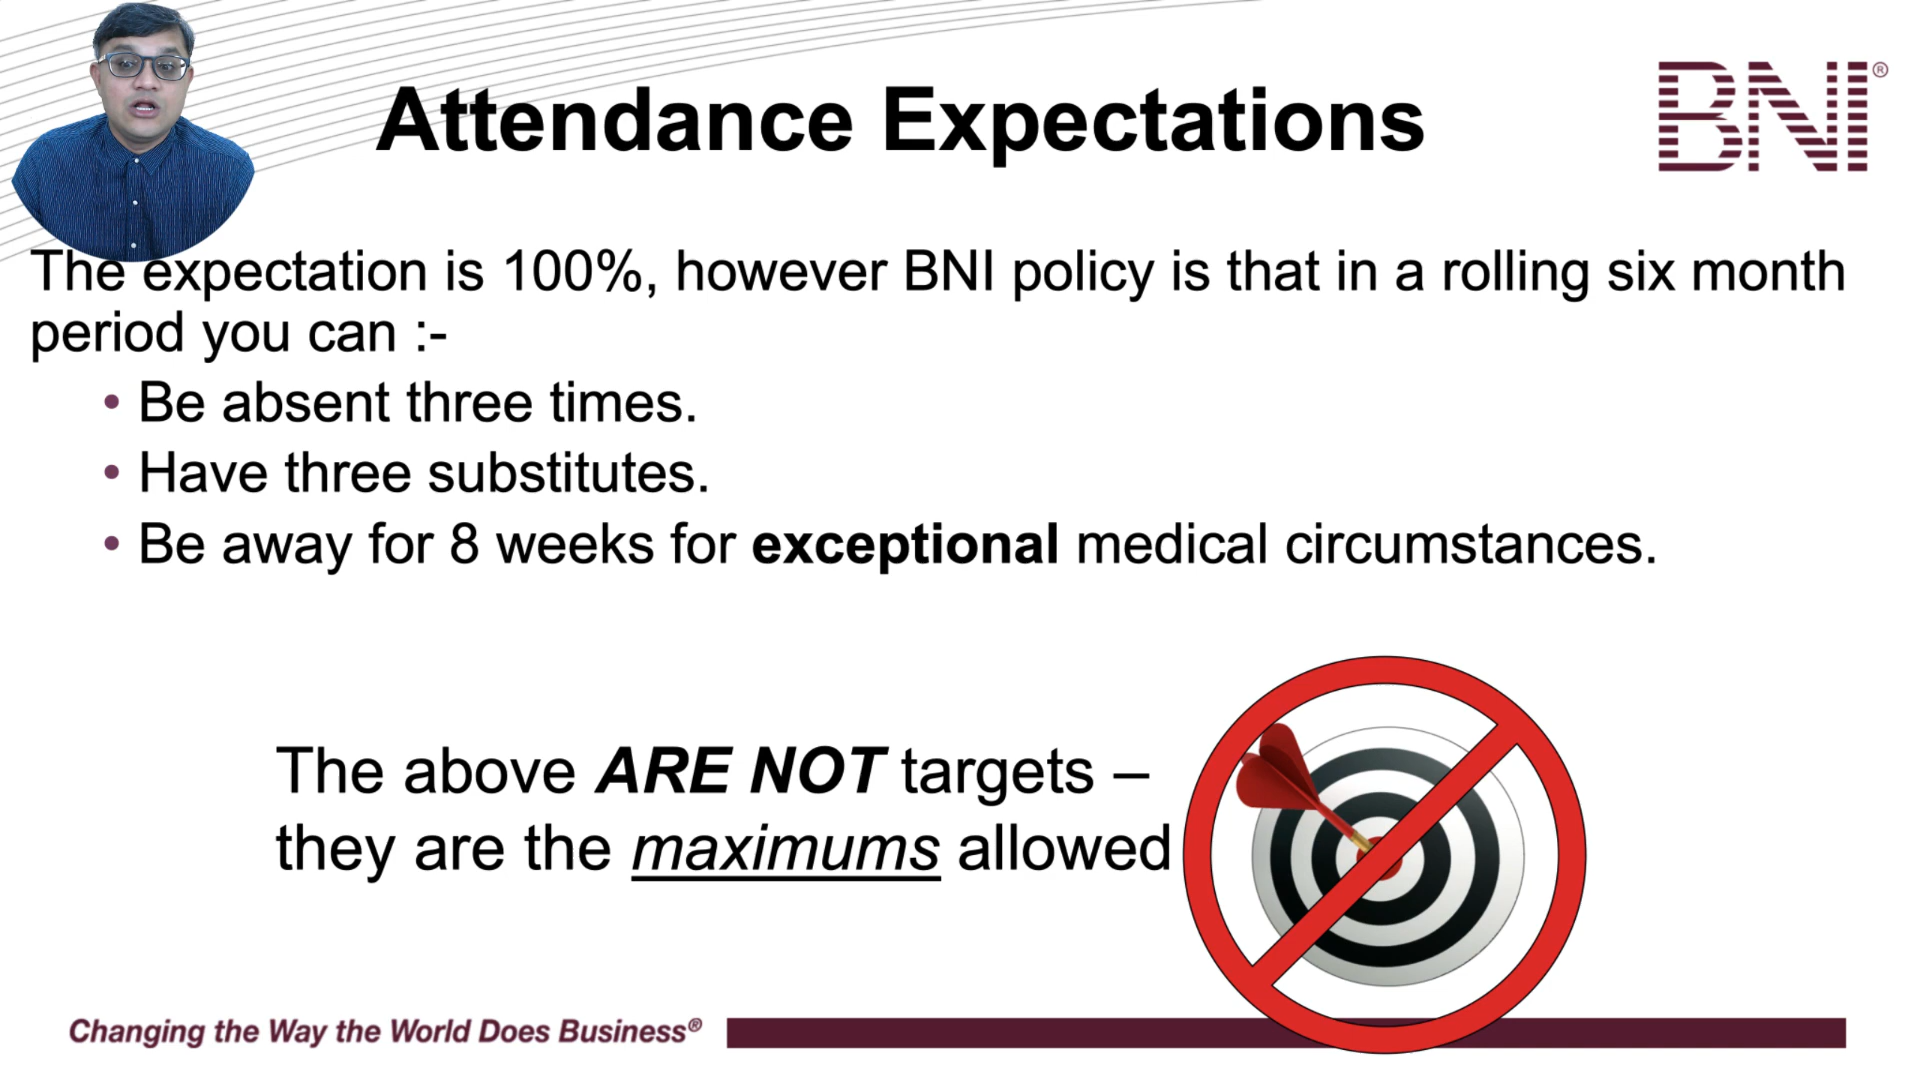 Attendance Expectations
BNI®
The expectation is 100%, however BNI policy is that in a rolling six month
period you can :-
• Be absent three times.
• Have three substitutes.
• Be away for 8 weeks for exceptional medical circumstances.
The above ARE NOT targets –
they are the maximums allowed
Changing the Way the World Does Business®